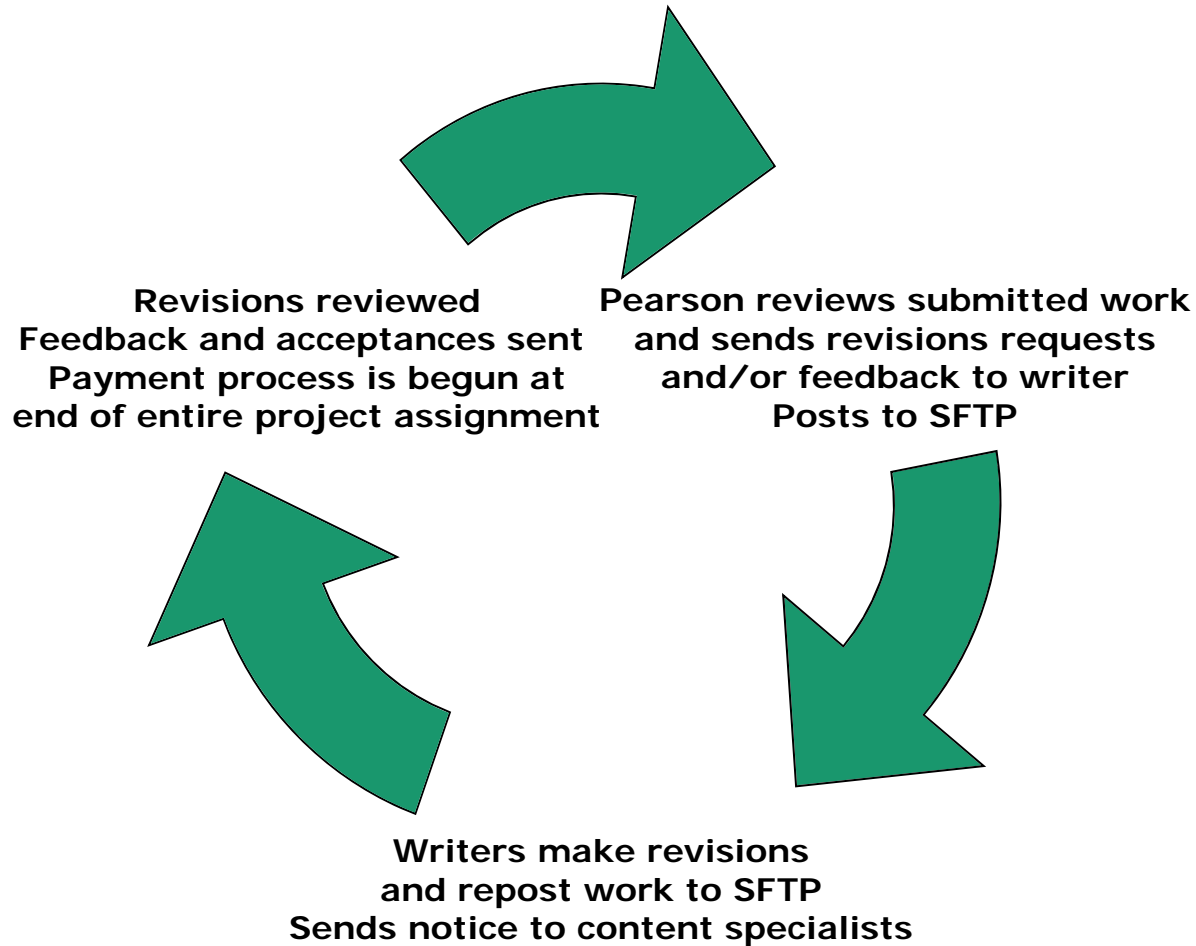 Revisions reviewed
Feedback and acceptances sent
Payment process is begun at
end of entire project assignment
Pearson reviews submitted work
and sends revisions requests
and/or feedback to writer
Posts to SFTP
Writers make revisions
and repost work to SFTP
Sends notice to content specialists